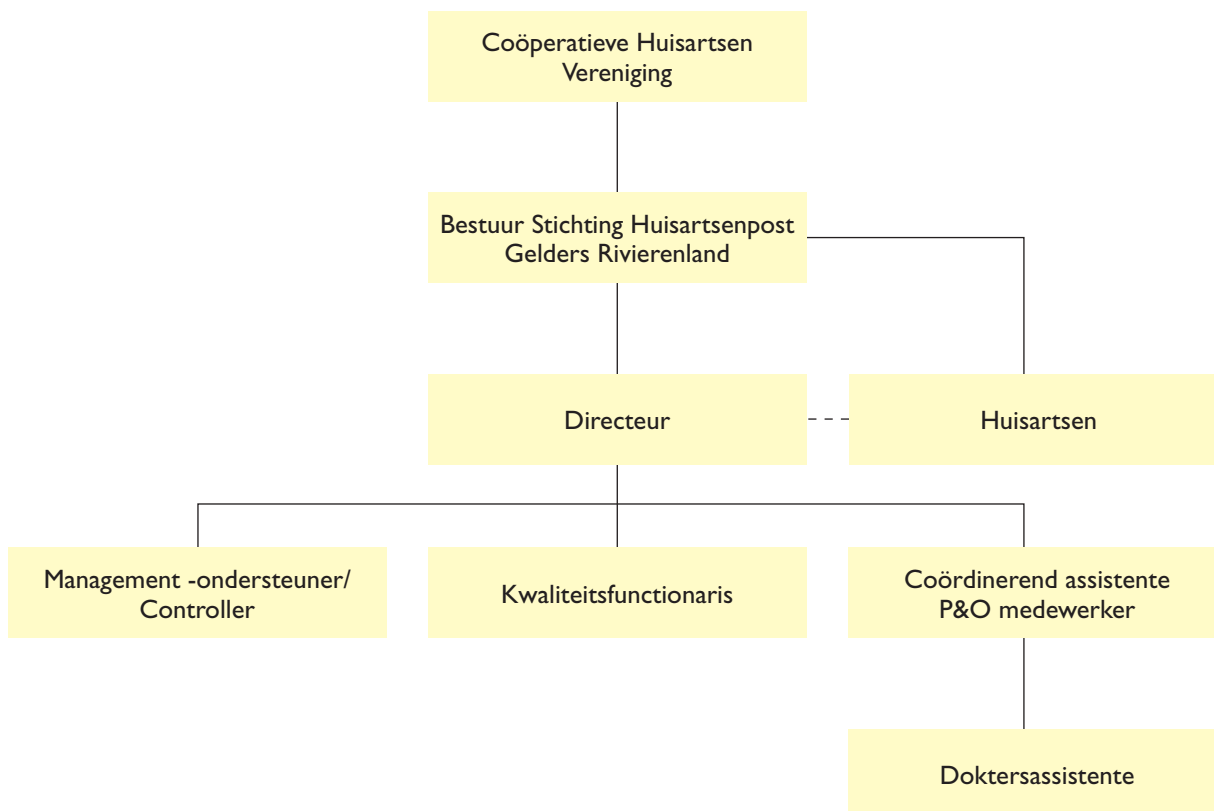 Coöperatieve Huisartsen
Vereniging
Bestuur Stichting Huisartsenpost
Gelders Rivierenland
Directeur
Huisartsen
Management -ondersteuner/
Controller
Kwaliteitsfunctionaris
Coördinerend assistente
P&O medewerker
Doktersassistente